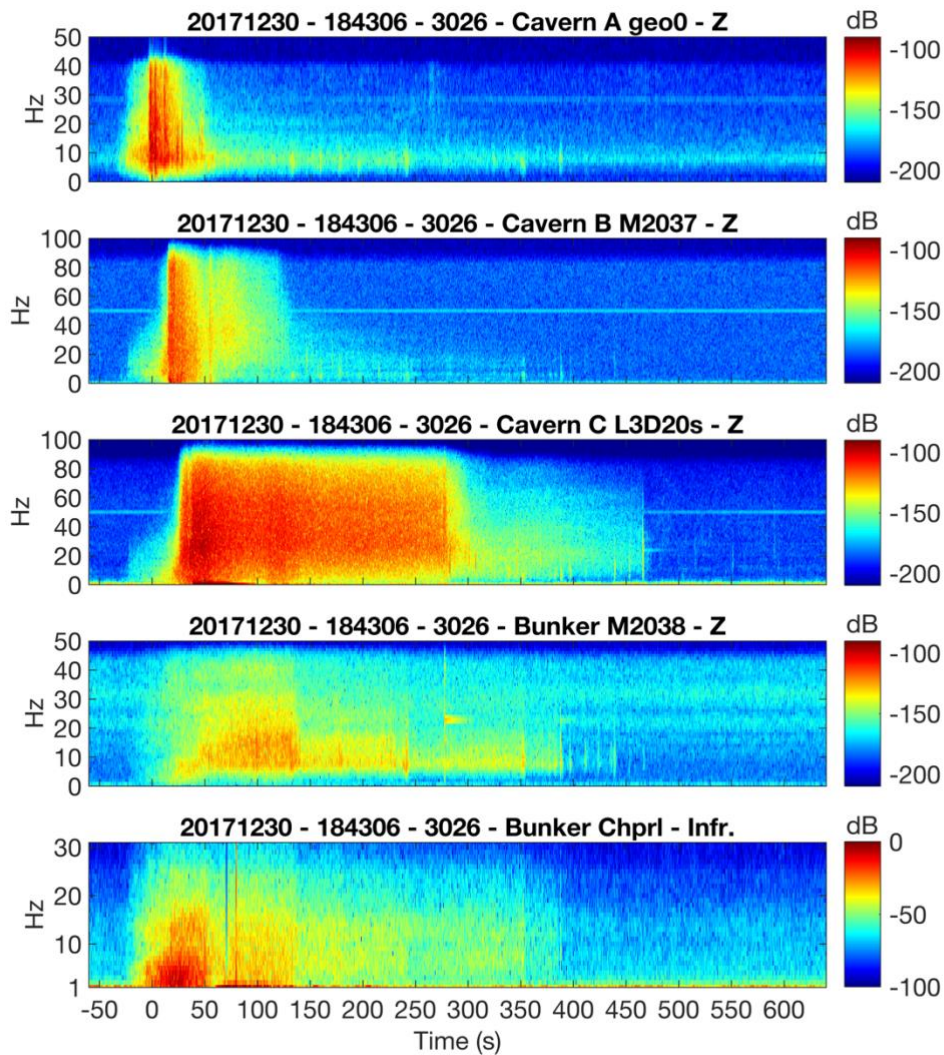 20171230 - 184306 - 3026 - Cavern A geo0 - Z
dB
50
40
30
20
10
0
Hz
-100
-150
-200
20171230 - 184306 - 3026 - Cavern B M2037 - Z
dB
100
80
60
40
20
0
Hz
-100
-150
-200
20171230 - 184306 - 3026 - Cavern C L3D20s - Z
dB
100
80
60
40
20
0
Hz
-100
-150
-200
20171230 - 184306 - 3026 - Bunker M2038 - Z
dB
50
40
30
20
10
0
Hz
-100
-150
-200
20171230 - 184306 - 3026 - Bunker Chprl - Infr.
dB
30
20
10
1
Hz
0
-50
-100
-50 0 50 100 150 200 250 300 350 400 450 500 550 600
Time (s)